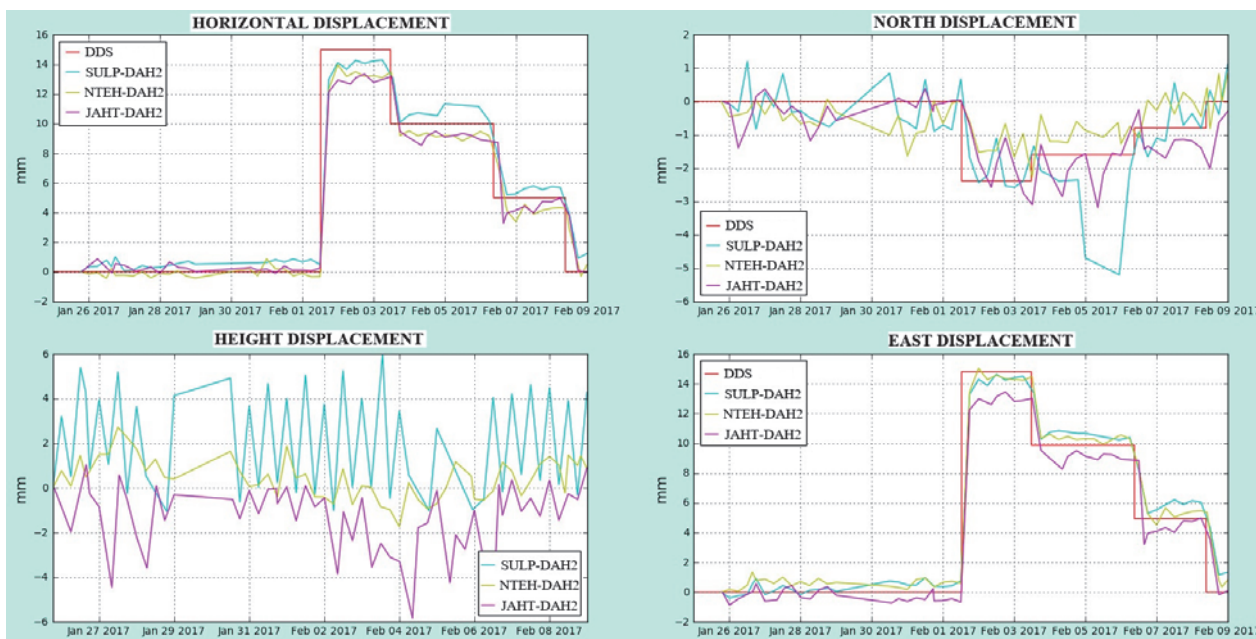 HORIZONTAL DISPLACEMENT
16
14
12
10
8
6
4
2
0
−2
mm
DDS
SULP-DAH2
NTEH-DAH2
JAHT-DAH2
Jan 26 2017 Jan 28 2017 Jan 30 2017 Feb 01 2017 Feb 03 2017 Feb 05 2017 Feb 07 2017 Feb 09 2017
NORTH DISPLACEMENT
2
1
0
−1
−2
−3
−4
−5
−6
mm
DDS
SULP-DAH2
NTEH-DAH2
JAHT-DAH2
Jan 26 2017 Jan 28 2017 Jan 30 2017 Feb 01 2017 Feb 03 2017 Feb 05 2017 Feb 07 2017 Feb 09 2017
HEIGHT DISPLACEMENT
6
4
2
0
−2
−4
−6
mm
SULP-DAH2
NTEH-DAH2
JAHT-DAH2
Jan 27 2017 Jan 29 2017 Jan 31 2017 Feb 02 2017 Feb 04 2017 Feb 06 2017 Feb 08 2017
EAST DISPLACEMENT
16
14
12
10
8
6
4
2
0
−2
mm
DDS
SULP-DAH2
NTEH-DAH2
JAHT-DAH2
Jan 26 2017 Jan 28 2017 Jan 30 2017 Feb 01 2017 Feb 03 2017 Feb 05 2017 Feb 07 2017 Feb 09 2017